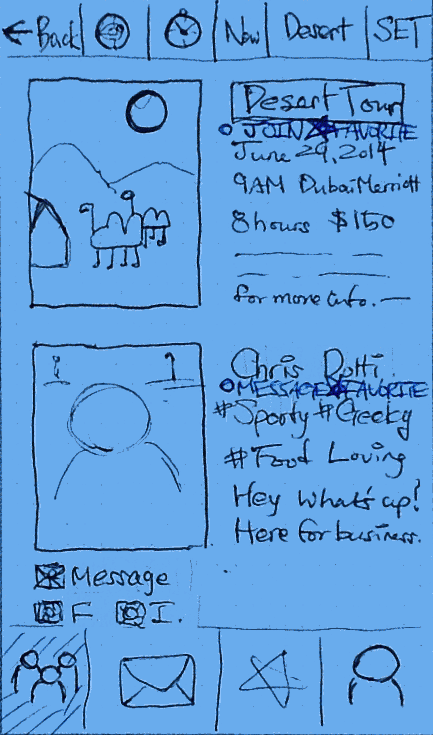 ← Back Now Desert SET
Desert Tour
JOIN ☆FAVORITE
June 29, 2014
9AM Dubai Merriott
8 hours $150
for more info.
Chris Dotti
MESSAGE ☆FAVORITE
#Sporty #Geeky
#Food Loving
Hey what's up!
Here for business.
Message
F I.